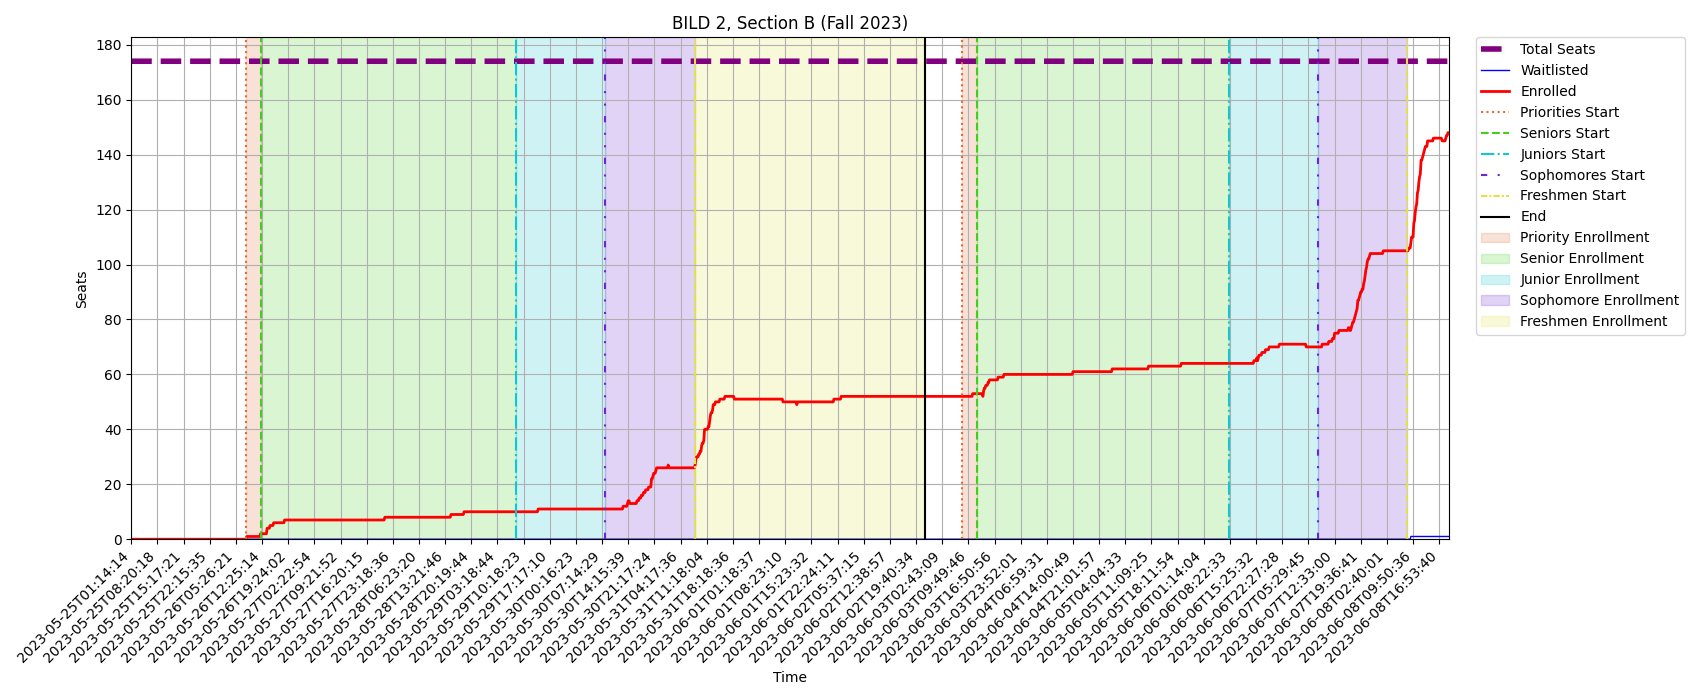 BILD 2, Section B (Fall 2023)
180
160
140
120
100
80
60
40
20
0
Seats
2023-05-25T01:14:14
2023-05-25T08:20:18
2023-05-25T15:17:21
2023-05-25T22:15:35
2023-05-26T05:26:21
2023-05-26T12:25:14
2023-05-26T19:24:02
2023-05-27T02:22:54
2023-05-27T09:21:52
2023-05-27T16:20:15
2023-05-27T23:18:36
2023-05-28T06:23:20
2023-05-28T13:21:46
2023-05-28T20:19:44
2023-05-29T03:18:44
2023-05-29T10:18:23
2023-05-29T17:17:10
2023-05-30T00:16:23
2023-05-30T07:14:29
2023-05-30T14:15:39
2023-05-30T21:17:24
2023-05-31T04:17:36
2023-05-31T11:18:04
2023-05-31T18:18:36
2023-06-01T01:18:37
2023-06-01T08:23:10
2023-06-01T15:23:32
2023-06-01T22:24:11
2023-06-02T05:37:15
2023-06-02T12:38:57
2023-06-02T19:40:34
2023-06-03T02:43:09
2023-06-03T09:49:46
2023-06-03T16:50:56
2023-06-03T23:52:01
2023-06-04T06:59:31
2023-06-04T14:00:49
2023-06-04T21:01:57
2023-06-05T04:04:33
2023-06-05T11:09:25
2023-06-05T18:11:54
2023-06-06T01:14:04
2023-06-06T08:22:33
2023-06-06T15:25:32
2023-06-06T22:27:28
2023-06-07T05:29:45
2023-06-07T12:33:00
2023-06-07T19:36:41
2023-06-08T02:40:01
2023-06-08T09:50:36
2023-06-08T16:53:40
Time
Total Seats
Waitlisted
Enrolled
Priorities Start
Seniors Start
Juniors Start
Sophomores Start
Freshmen Start
End
Priority Enrollment
Senior Enrollment
Junior Enrollment
Sophomore Enrollment
Freshmen Enrollment